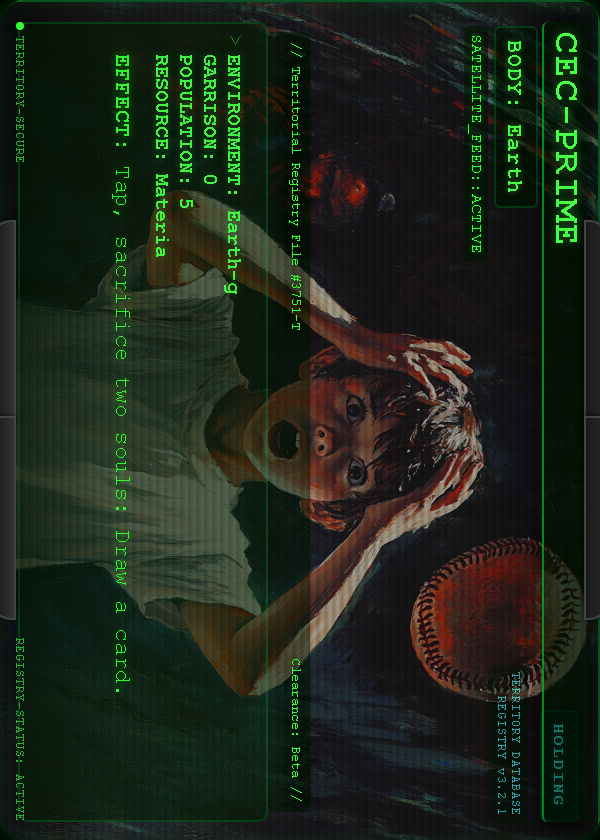 CEC-PRIME
HOLDING
BODY: Earth
TERRITORY DATABASE
REGISTRY v3.2.1
SATELLITE_FEED::ACTIVE
// Territorial Registry File #3751-T
Clearance: Beta //
> ENVIRONMENT: Earth-g
GARRISON: 0
POPULATION: 5
RESOURCE: Materia
EFFECT: Tap, sacrifice two souls: Draw a card.
TERRITORY-SECURE
REGISTRY-STATUS: ACTIVE